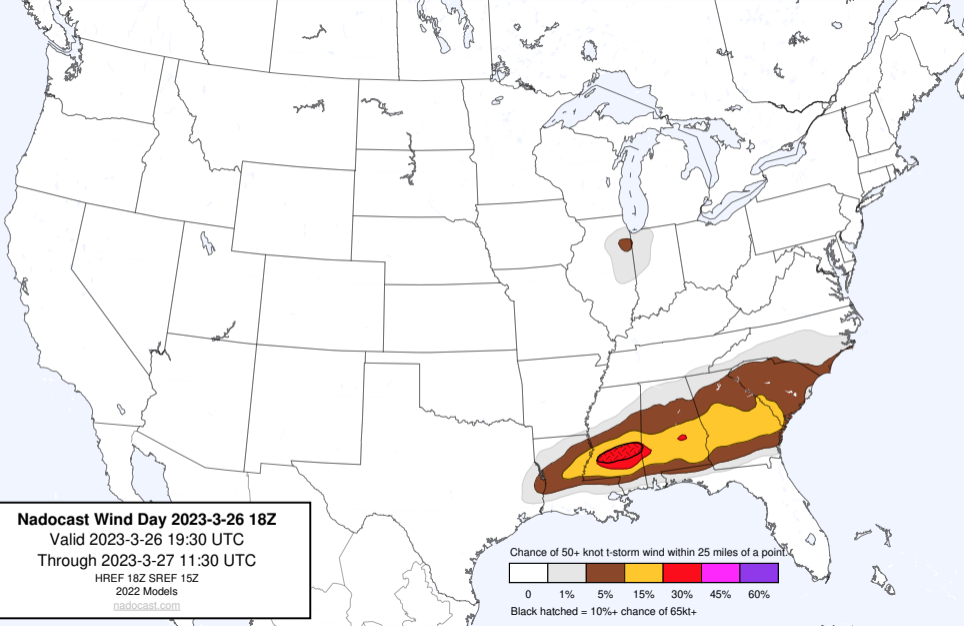 Nadocast Wind Day 2023-3-26 18Z
Valid 2023-3-26 19:30 UTC
Through 2023-3-27 11:30 UTC
HREF 18Z SREF 15Z
2022 Models
nadocast.com
Chance of 50+ knot t-storm wind within 25 miles of a point.
0 1% 5% 15% 30% 45% 60%
Black hatched = 10%+ chance of 65kt+